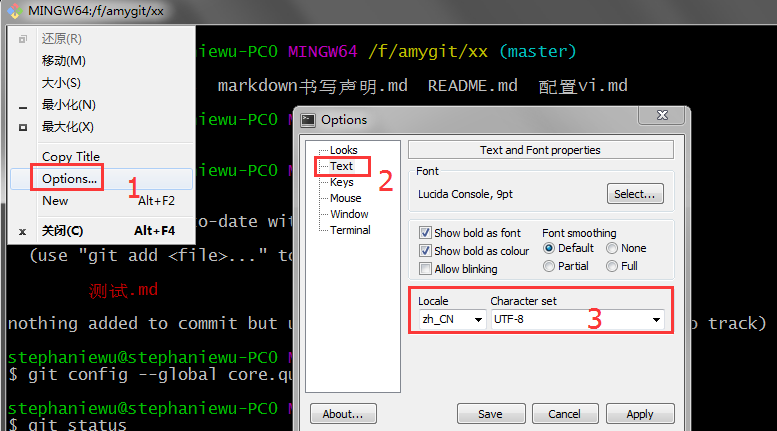 MINGW64:/f/amygit/xx
还原(R)
移动(M)
大小(S)
最小化(N)
最大化(X)
Copy Title
Options...
1
New Alt+F2
x 关闭(C) Alt+F4
ewu-PC0 MINGW64 /f/amygit/xx (master)
markdown书写声明.md README.md 配置vi.md
ewu-PC0 M
ewu-PC0 M
ewu-PC0 M
o-date wit
(use "git add <file>..." to
测试.md
nothing added to commit but u
o track)
stephaniewu@stephaniewu-PC0 M
$ git config --global core.qu
stephaniewu@stephaniewu-PC0 M
$ git status
Options
Looks
Text
2
Keys
Mouse
Window
Terminal
Text and Font properties
Font
Lucida Console, 9pt Select...
Show bold as font
Show bold as colour
Allow blinking
Font smoothing
Default None
Partial Full
Locale Character set
zh_CN UTF-8
3
About... Save Cancel Apply